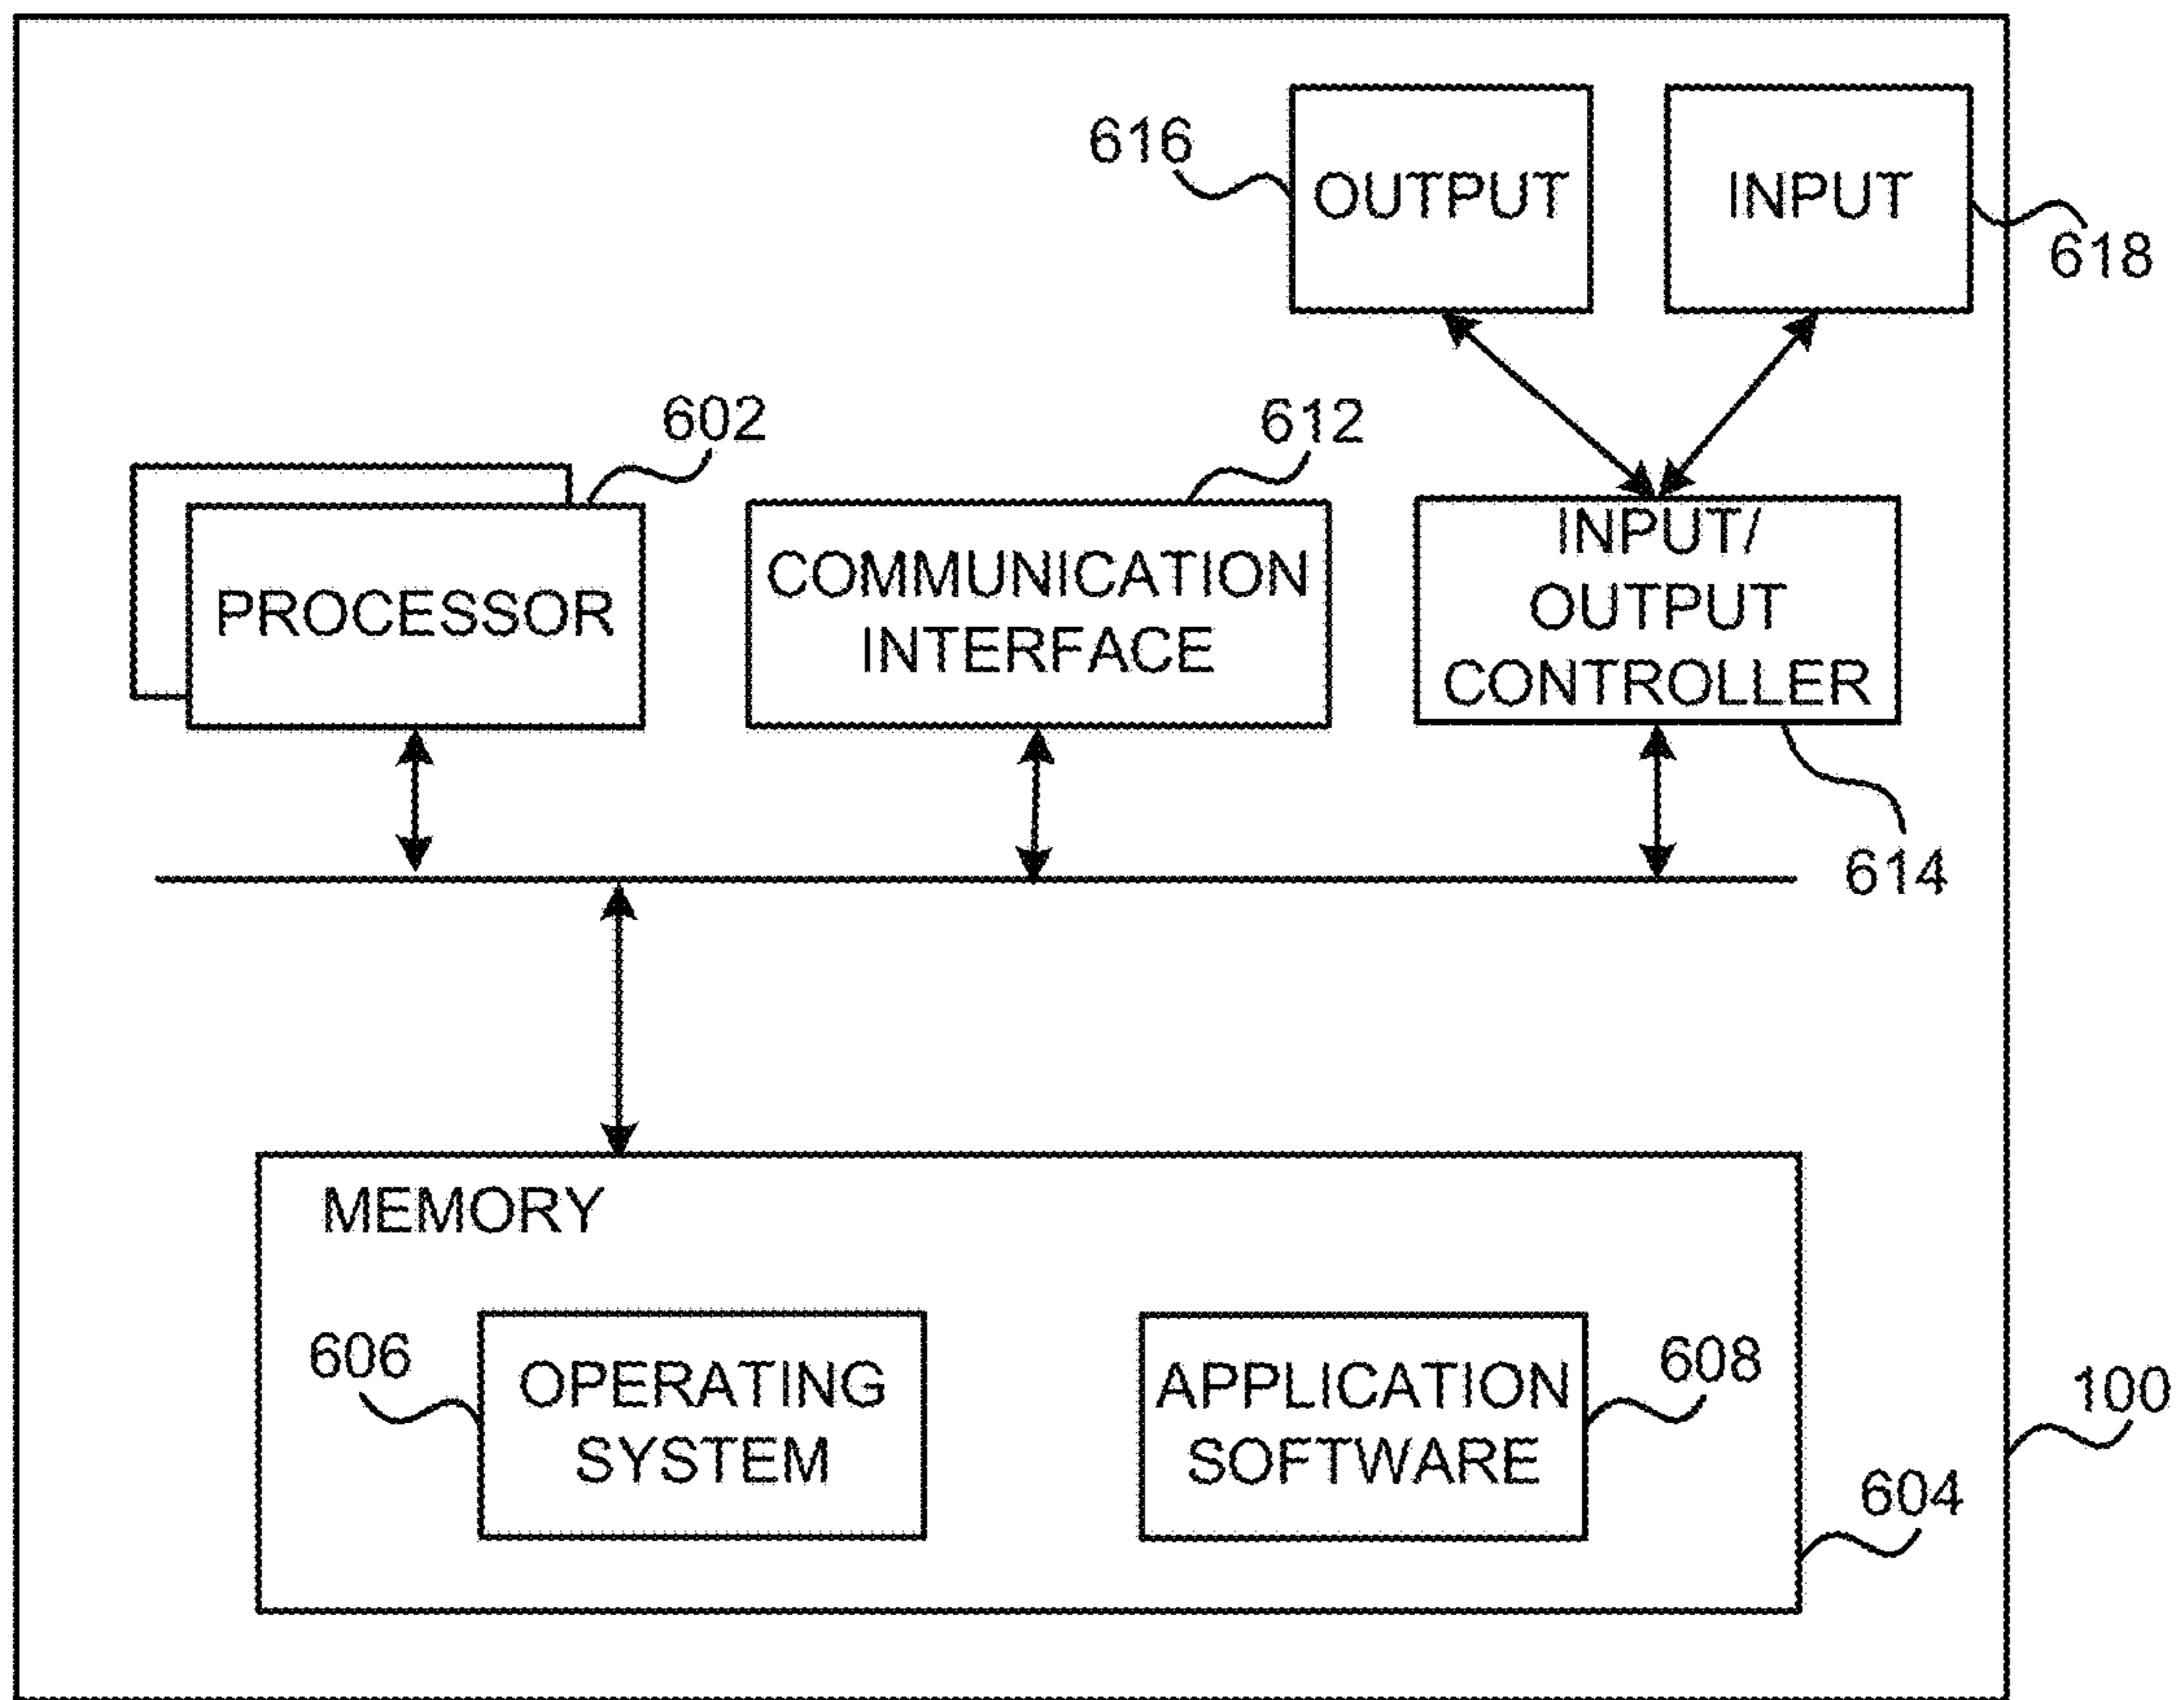 616
OUTPUT
INPUT
618
602
612
PROCESSOR
COMMUNICATION
INTERFACE
INPUT/
OUTPUT
CONTROLLER
614
MEMORY
606
OPERATING
SYSTEM
APPLICATION
SOFTWARE
608
100
604